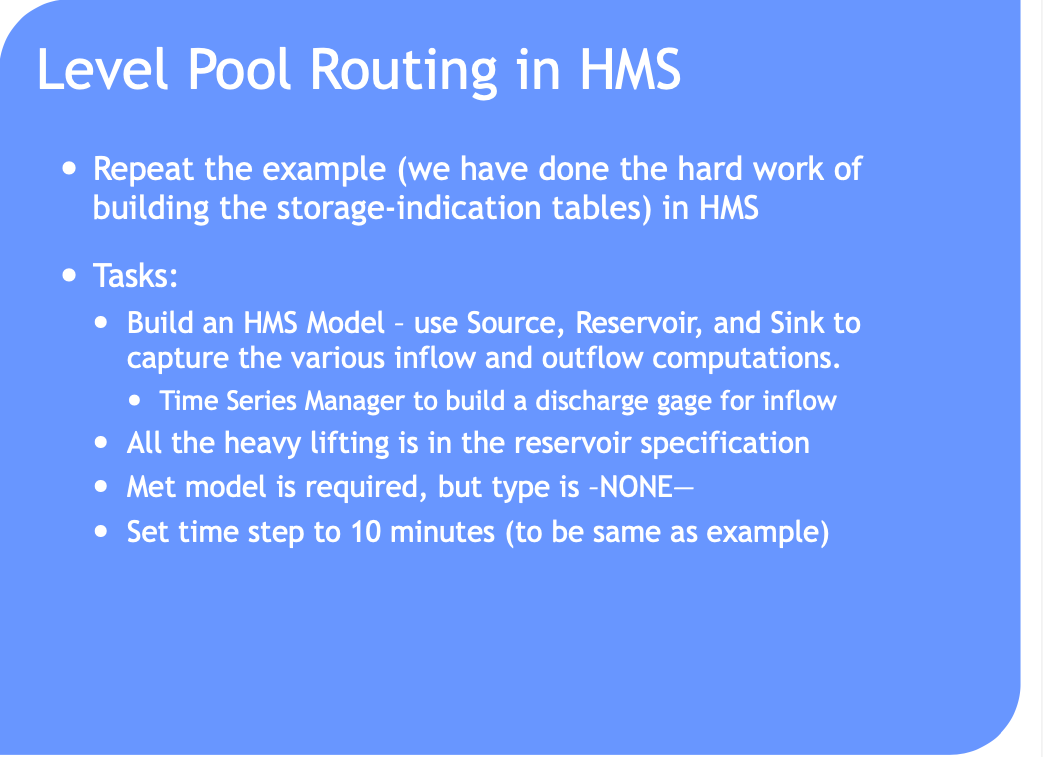 Level Pool Routing in HMS
• Repeat the example (we have done the hard work of
building the storage-indication tables) in HMS
• Tasks:
• Build an HMS Model – use Source, Reservoir, and Sink to
capture the various inflow and outflow computations.
• Time Series Manager to build a discharge gage for inflow
• All the heavy lifting is in the reservoir specification
• Met model is required, but type is –NONE—
• Set time step to 10 minutes (to be same as example)